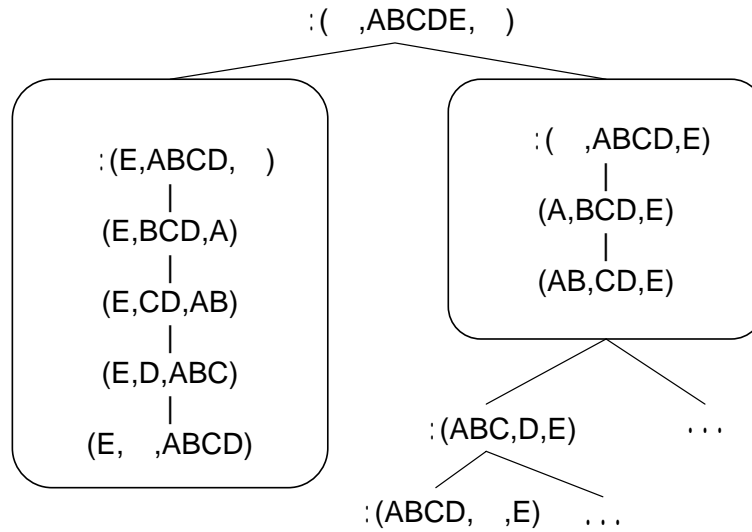 :( ,ABCDE, )
:(E,ABCD, )
(E,BCD,A)
(E,CD,AB)
(E,D,ABC)
(E, ,ABCD)
:( ,ABCD,E)
(A,BCD,E)
(AB,CD,E)
:(ABC,D,E)
...
:(ABCD, ,E)
...